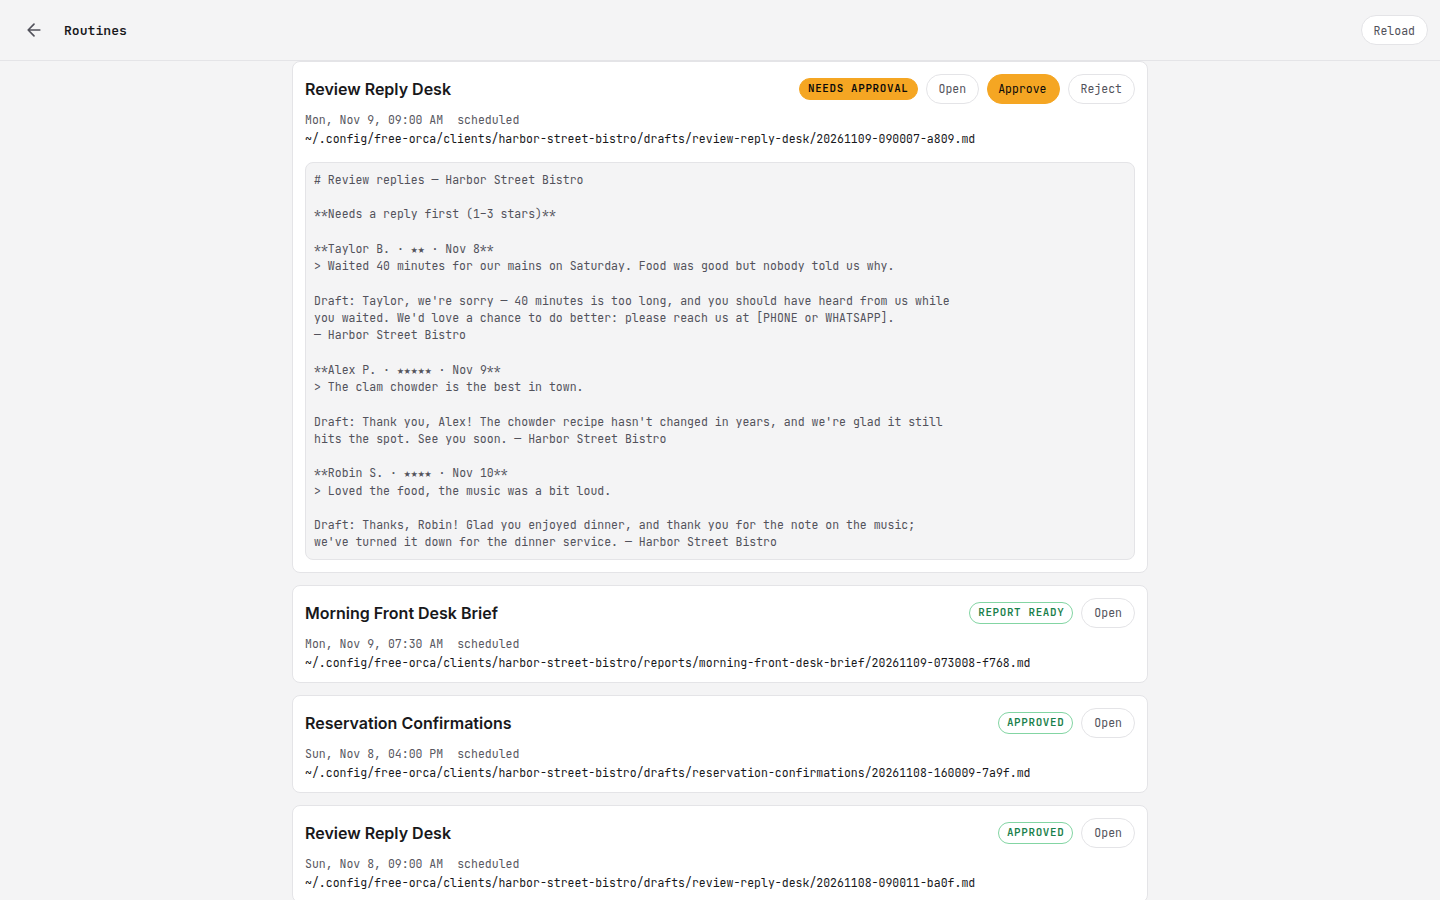 Routines
Reload
Review Reply Desk
NEEDS APPROVAL
Open
Approve
Reject
Mon, Nov 9, 09:00 AM  scheduled
~/.config/free-orca/clients/harbor-street-bistro/drafts/review-reply-desk/20261109-090007-a809.md
# Review replies — Harbor Street Bistro
**Needs a reply first (1–3 stars)**
**Taylor B. · ★★ · Nov 8**
> Waited 40 minutes for our mains on Saturday. Food was good but nobody told us why.
Draft: Taylor, we're sorry — 40 minutes is too long, and you should have heard from us while
you waited. We'd love a chance to do better: please reach us at [PHONE or WHATSAPP].
— Harbor Street Bistro
**Alex P. · ★★★★★ · Nov 9**
> The clam chowder is the best in town.
Draft: Thank you, Alex! The chowder recipe hasn't changed in years, and we're glad it still
hits the spot. See you soon. — Harbor Street Bistro
**Robin S. · ★★★★ · Nov 10**
> Loved the food, the music was a bit loud.
Draft: Thanks, Robin! Glad you enjoyed dinner, and thank you for the note on the music;
we've turned it down for the dinner service. — Harbor Street Bistro
Morning Front Desk Brief
REPORT READY
Open
Mon, Nov 9, 07:30 AM  scheduled
~/.config/free-orca/clients/harbor-street-bistro/reports/morning-front-desk-brief/20261109-073008-f768.md
Reservation Confirmations
APPROVED
Open
Sun, Nov 8, 04:00 PM  scheduled
~/.config/free-orca/clients/harbor-street-bistro/drafts/reservation-confirmations/20261108-160009-7a9f.md
Review Reply Desk
APPROVED
Open
Sun, Nov 8, 09:00 AM  scheduled
~/.config/free-orca/clients/harbor-street-bistro/drafts/review-reply-desk/20261108-090011-ba0f.md